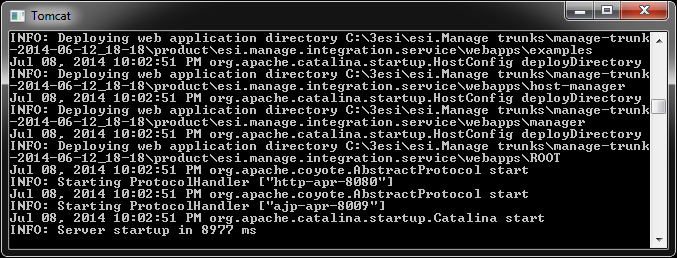 Tomcat
INFO: Deploying web application directory C:\3esi\esi.Manage trunks\manage-trunk
-2014-06-12_18-18\product\esi.manage.integration.service\webapps\examples
Jul 08, 2014 10:02:51 PM org.apache.catalina.startup.HostConfig deployDirectory
INFO: Deploying web application directory C:\3esi\esi.Manage trunks\manage-trunk
-2014-06-12_18-18\product\esi.manage.integration.service\webapps\host-manager
Jul 08, 2014 10:02:51 PM org.apache.catalina.startup.HostConfig deployDirectory
INFO: Deploying web application directory C:\3esi\esi.Manage trunks\manage-trunk
-2014-06-12_18-18\product\esi.manage.integration.service\webapps\manager
Jul 08, 2014 10:02:51 PM org.apache.catalina.startup.HostConfig deployDirectory
INFO: Deploying web application directory C:\3esi\esi.Manage trunks\manage-trunk
-2014-06-12_18-18\product\esi.manage.integration.service\webapps\ROOT
Jul 08, 2014 10:02:51 PM org.apache.coyote.AbstractProtocol start
INFO: Starting ProtocolHandler ["http-apr-8080"]
Jul 08, 2014 10:02:51 PM org.apache.coyote.AbstractProtocol start
INFO: Starting ProtocolHandler ["ajp-apr-8009"]
Jul 08, 2014 10:02:51 PM org.apache.catalina.startup.Catalina start
INFO: Server startup in 8977 ms